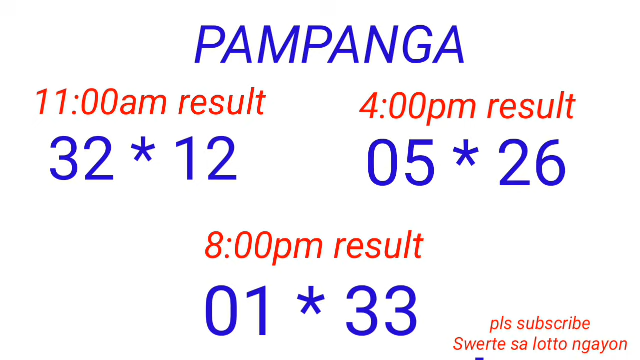 PAMPANGA
11:00am result
32 * 12
4:00pm result
05 * 26
8:00pm result
01 * 33
pls subscribe
Swerte sa lotto ngayon